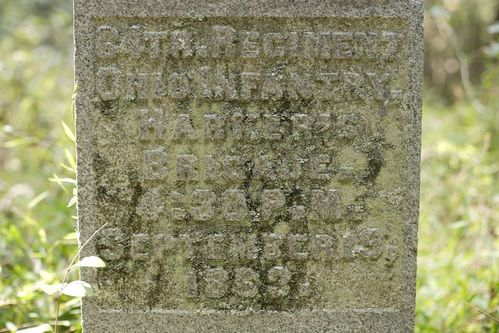 64TH. REGIMENT
OHIO INFANTRY.
HARKER'S
BRIGADE.
4:30 P.M.
SEPTEMBER 19,
1863.